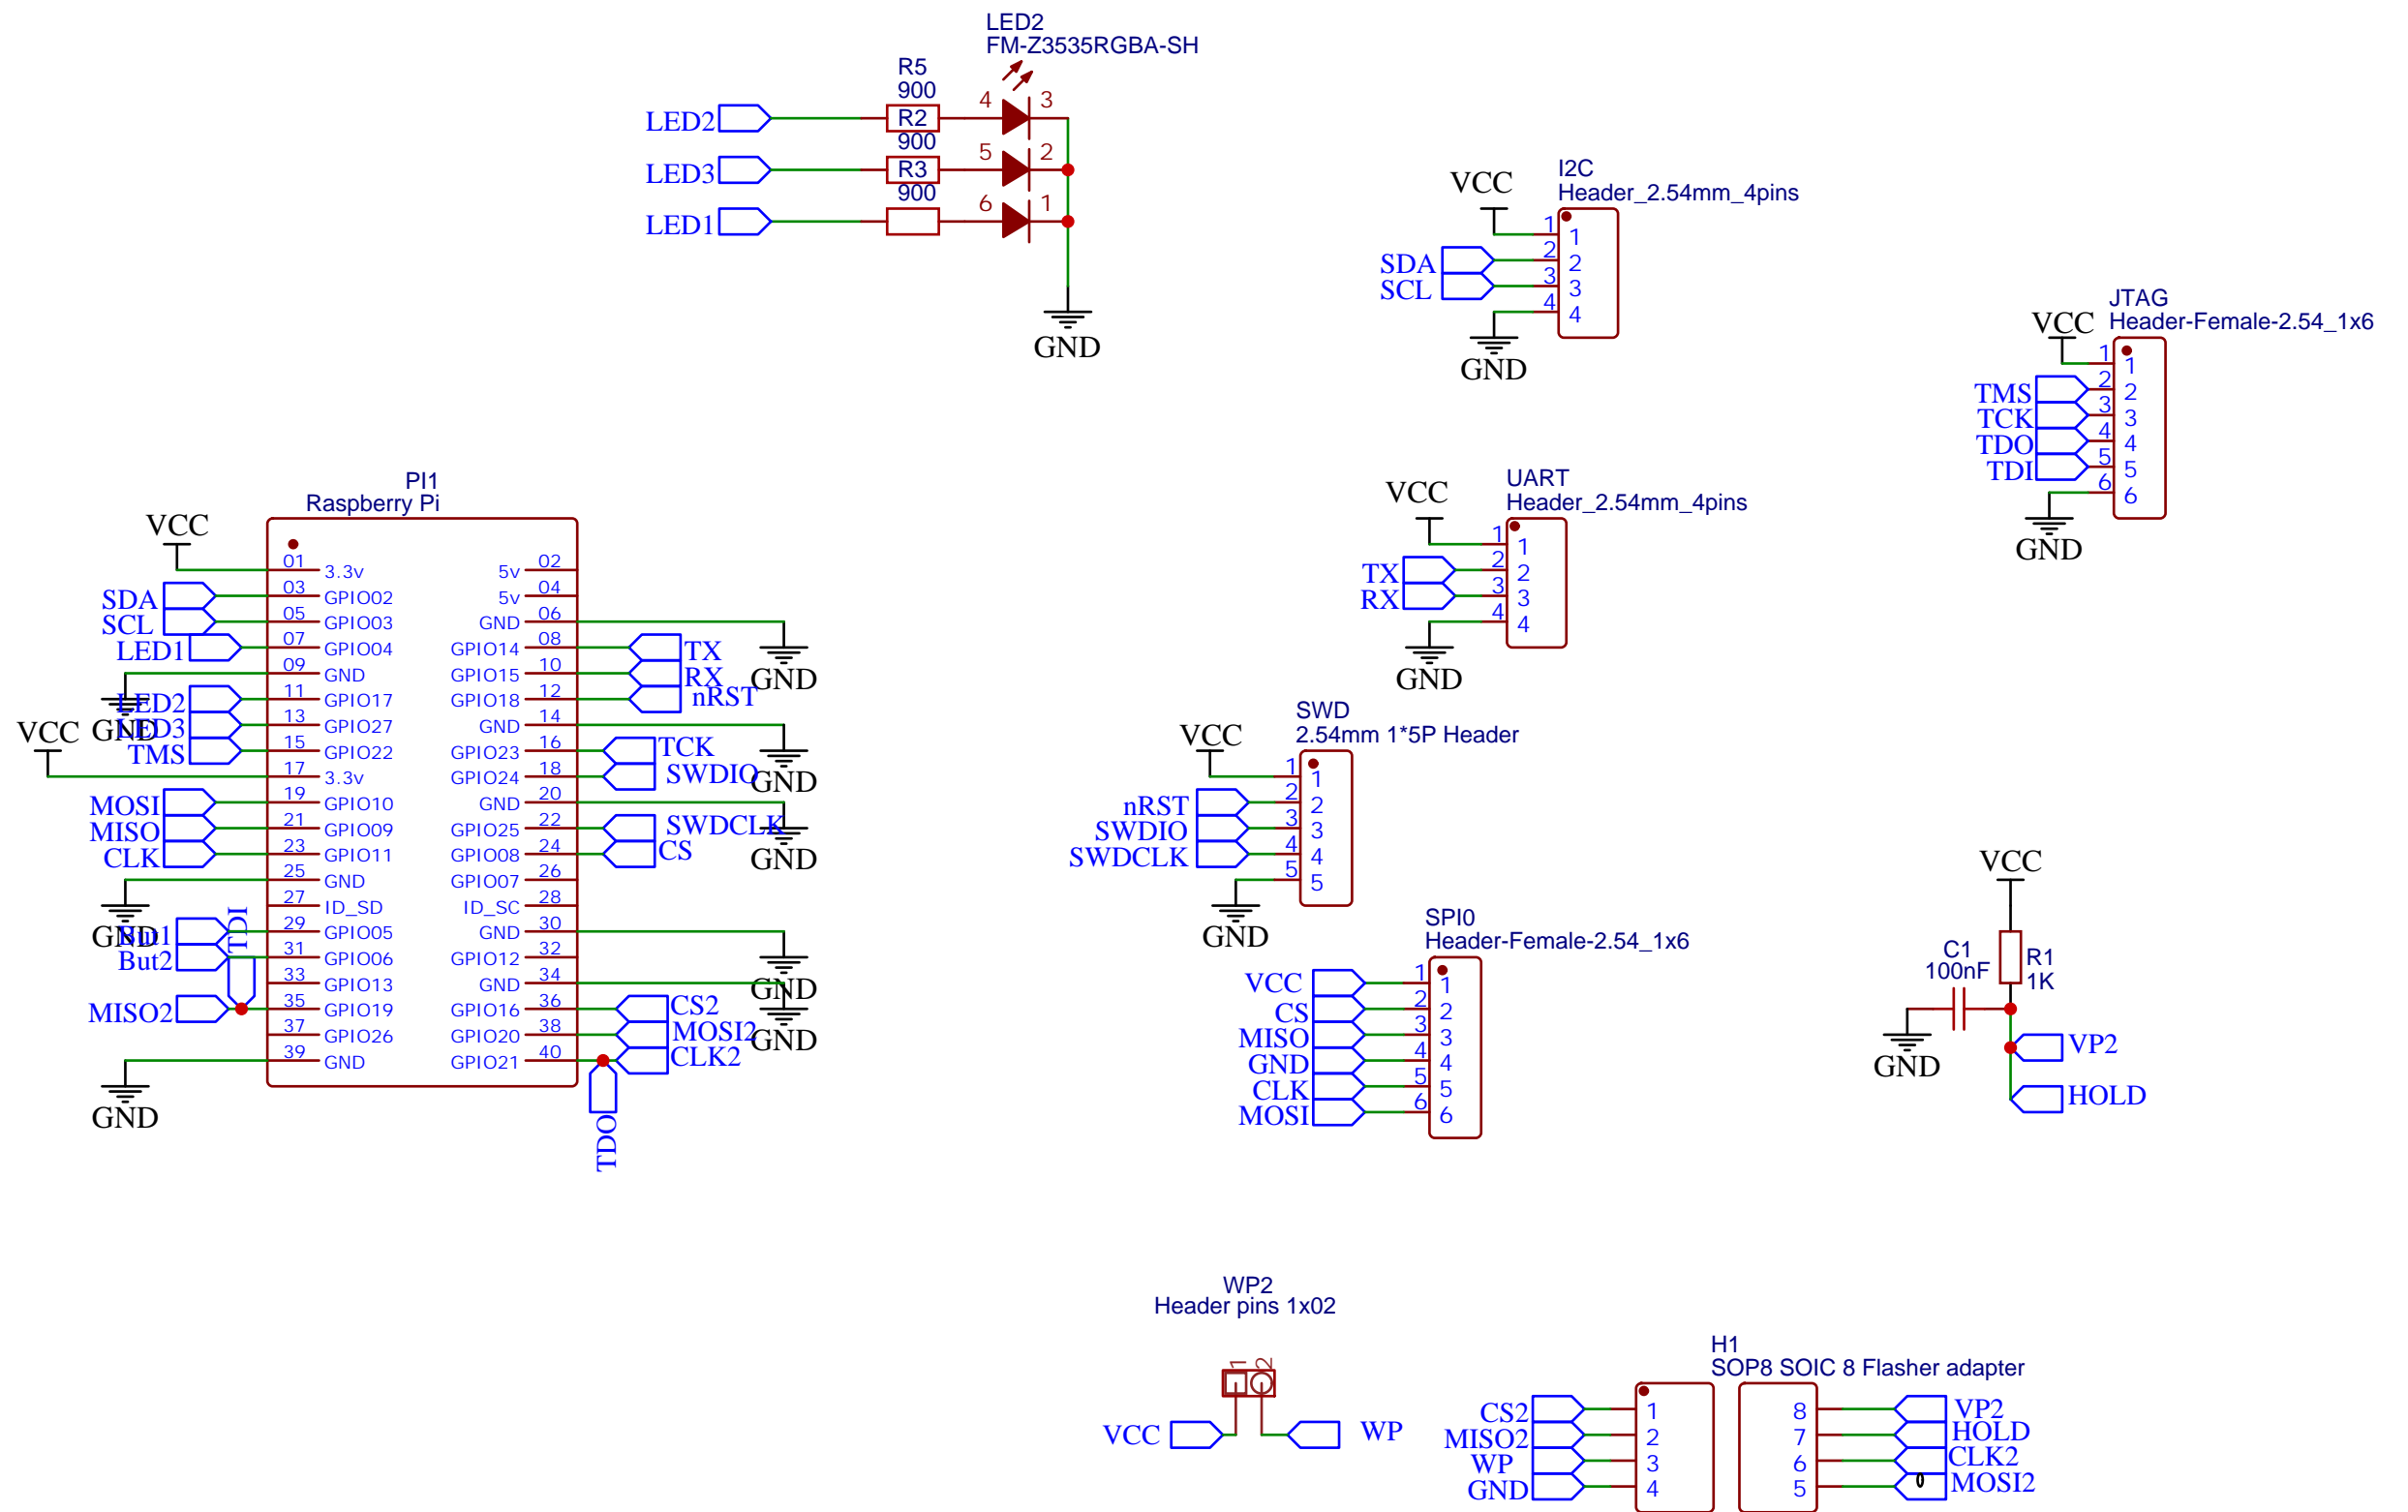 LED2
FM-Z3535RGBA-SH
R5
900
LED2
R2
4
3
900
LED3
R3
5
2
900
LED1
6
1
GND
I2C
Header_2.54mm_4pins
VCC
1
1
SDA
2
2
SCL
3
3
4
4
GND
JTAG
Header-Female-2.54_1x6
VCC
1
1
TMS
2
2
TCK
3
3
TDO
4
4
TDI
5
5
6
6
GND
UART
Header_2.54mm_4pins
VCC
1
1
TX
2
2
RX
3
3
4
4
GND
PI1
Raspberry Pi
VCC
01 3.3v
5v 02
SDA 03 GPIO02
5v 04
SCL 05 GPIO03
GND 06
LED1 07 GPIO04
GPIO14 08 TX
09 GND
GPIO15 10 RX
GND
LED2 11 GPIO17
GPIO18 12 nRST
GND
LED3 13 GPIO27
GND 14
VCC
TMS 15 GPIO22
GPIO23 16 TCK
17 3.3v
GPIO24 18 SWDIO
GND
MOSI 19 GPIO10
GND 20
MISO 21 GPIO09
GPIO25 22 SWDCLK
CLK 23 GPIO11
GPIO08 24 CS
GND
25 GND
GPIO07 26
27 ID_SD
ID_SC 28
GND
TDI
But1 29 GPIO05
GND 30
But2 31 GPIO06
GPIO12 32
33 GPIO13
GND 34
GND
MISO2 35 GPIO19
GPIO16 36 CS2
37 GPIO26
GPIO20 38 MOSI2
GND
39 GND
GPIO21 40 CLK2
GND
TDO
SWD
2.54mm 1*5P Header
VCC
1
1
nRST
2
2
SWDIO
3
3
SWDCLK
4
4
5
5
GND
SPI0
Header-Female-2.54_1x6
VCC
1
1
CS
2
2
MISO
3
3
GND
4
4
CLK
5
5
MOSI
6
6
VCC
C1
100nF
R1
1K
GND
VP2
HOLD
WP2
Header pins 1x02
1
2
VCC
WP
H1
SOP8 SOIC 8 Flasher adapter
CS2 1
8 VP2
MISO2 2
7 HOLD
WP 3
6 CLK2
GND 4
5 0 MOSI2